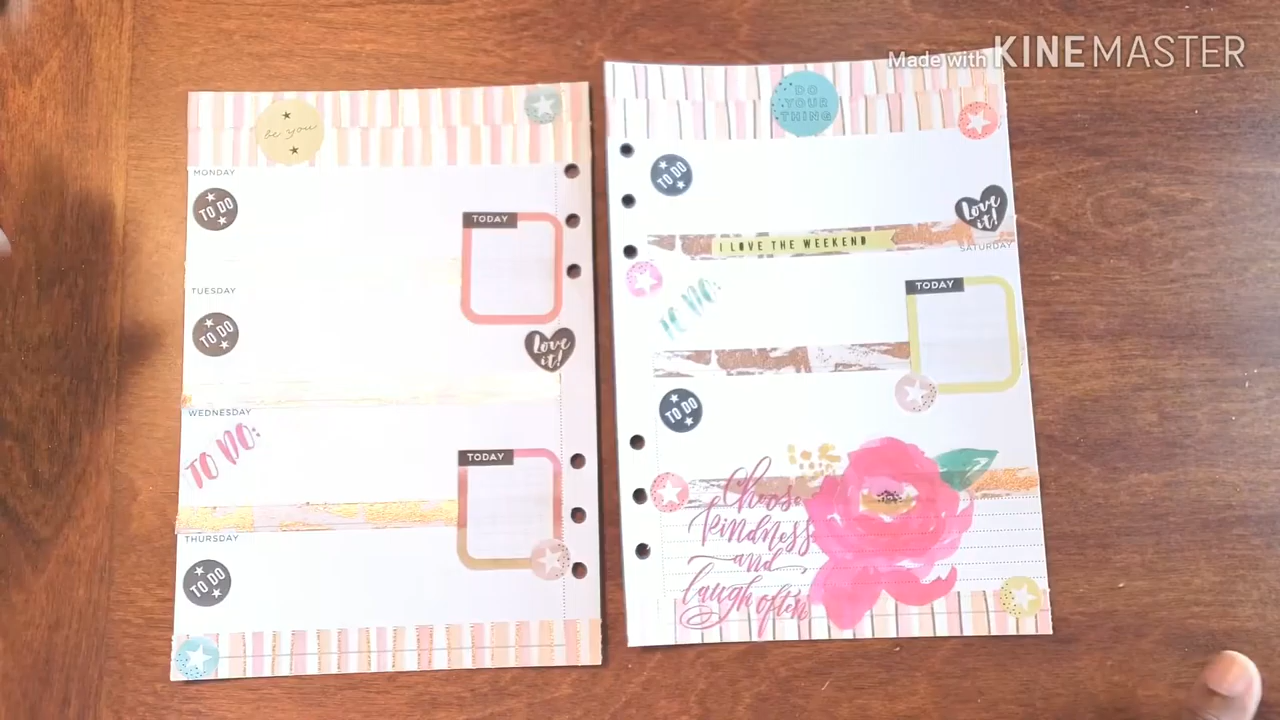 Made with KINEMASTER
be you
MONDAY
TO DO
TODAY
TUESDAY
TO DO
Love it!
WEDNESDAY
TO DO:
TODAY
THURSDAY
TO DO
DO YOUR THING
TO DO
Love it!
I LOVE THE WEEKEND
SATURDAY
TO DO:
TODAY
TO DO
Choose
kindness
and
laugh often